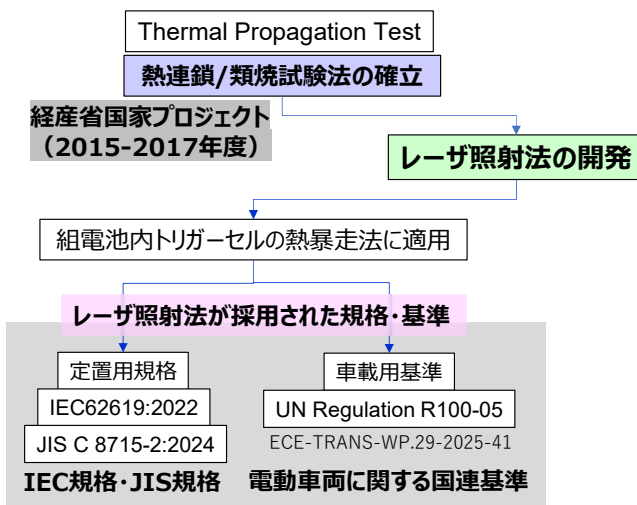 Thermal Propagation Test
熱連鎖/類焼試験法の確立
経産省国家プロジェクト
（2015-2017年度）
レーザ照射法の開発
組電池内トリガーセルの熱暴走法に適用
レーザ照射法が採用された規格・基準
定置用規格
IEC62619:2022
JIS C 8715-2:2024
IEC規格・JIS規格
車載用基準
UN Regulation R100-05
ECE-TRANS-WP.29-2025-41
電動車両に関する国連基準